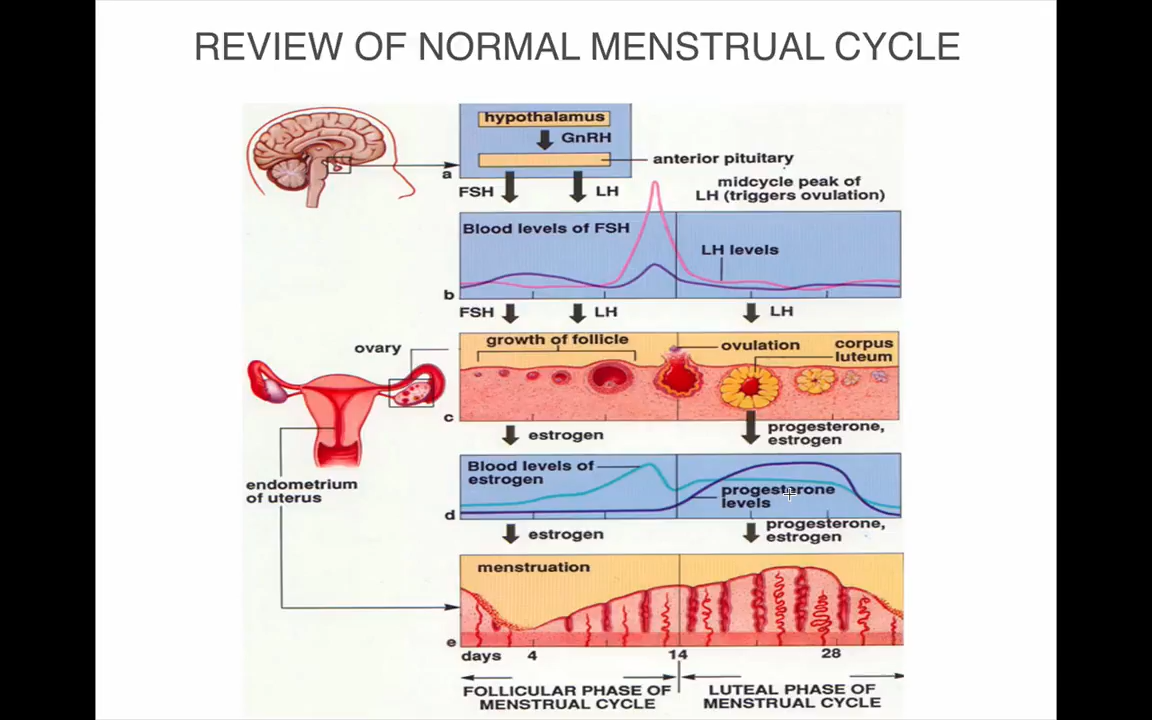 REVIEW OF NORMAL MENSTRUAL CYCLE
hypothalamus
GnRH
anterior pituitary
a
FSH
LH
midcycle peak of
LH (triggers ovulation)
Blood levels of FSH
LH levels
b
FSH
LH
LH
ovary
growth of follicle
ovulation
corpus
luteum
c
estrogen
progesterone,
estrogen
Blood levels of
estrogen
progesterone
levels
endometrium
of uterus
d
estrogen
progesterone,
estrogen
menstruation
e
days
4
14
28
FOLLICULAR PHASE OF
MENSTRUAL CYCLE
LUTEAL PHASE OF
MENSTRUAL CYCLE